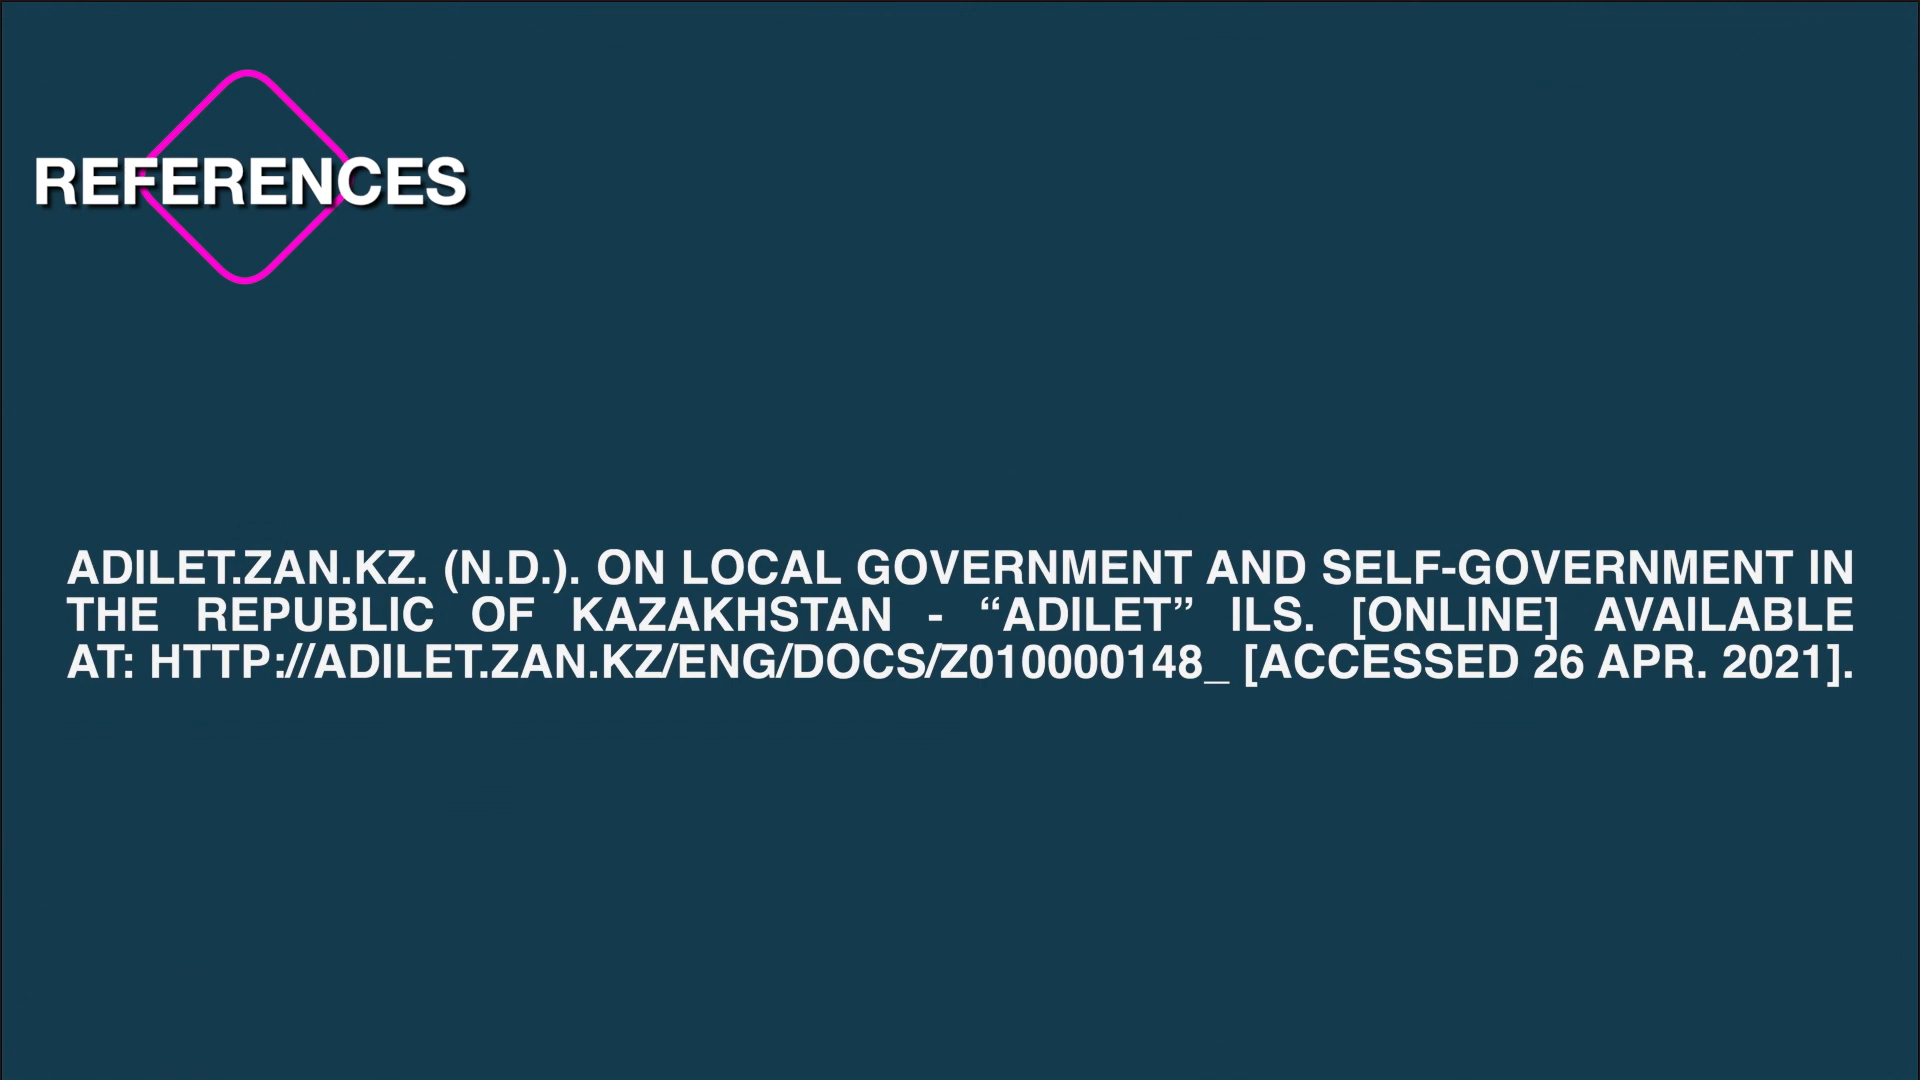 REFERENCES
ADILET.ZAN.KZ. (N.D.). ON LOCAL GOVERNMENT AND SELF-GOVERNMENT IN
THE REPUBLIC OF KAZAKHSTAN - “ADILET” ILS. [ONLINE] AVAILABLE
AT: HTTP://ADILET.ZAN.KZ/ENG/DOCS/Z010000148_ [ACCESSED 26 APR. 2021].